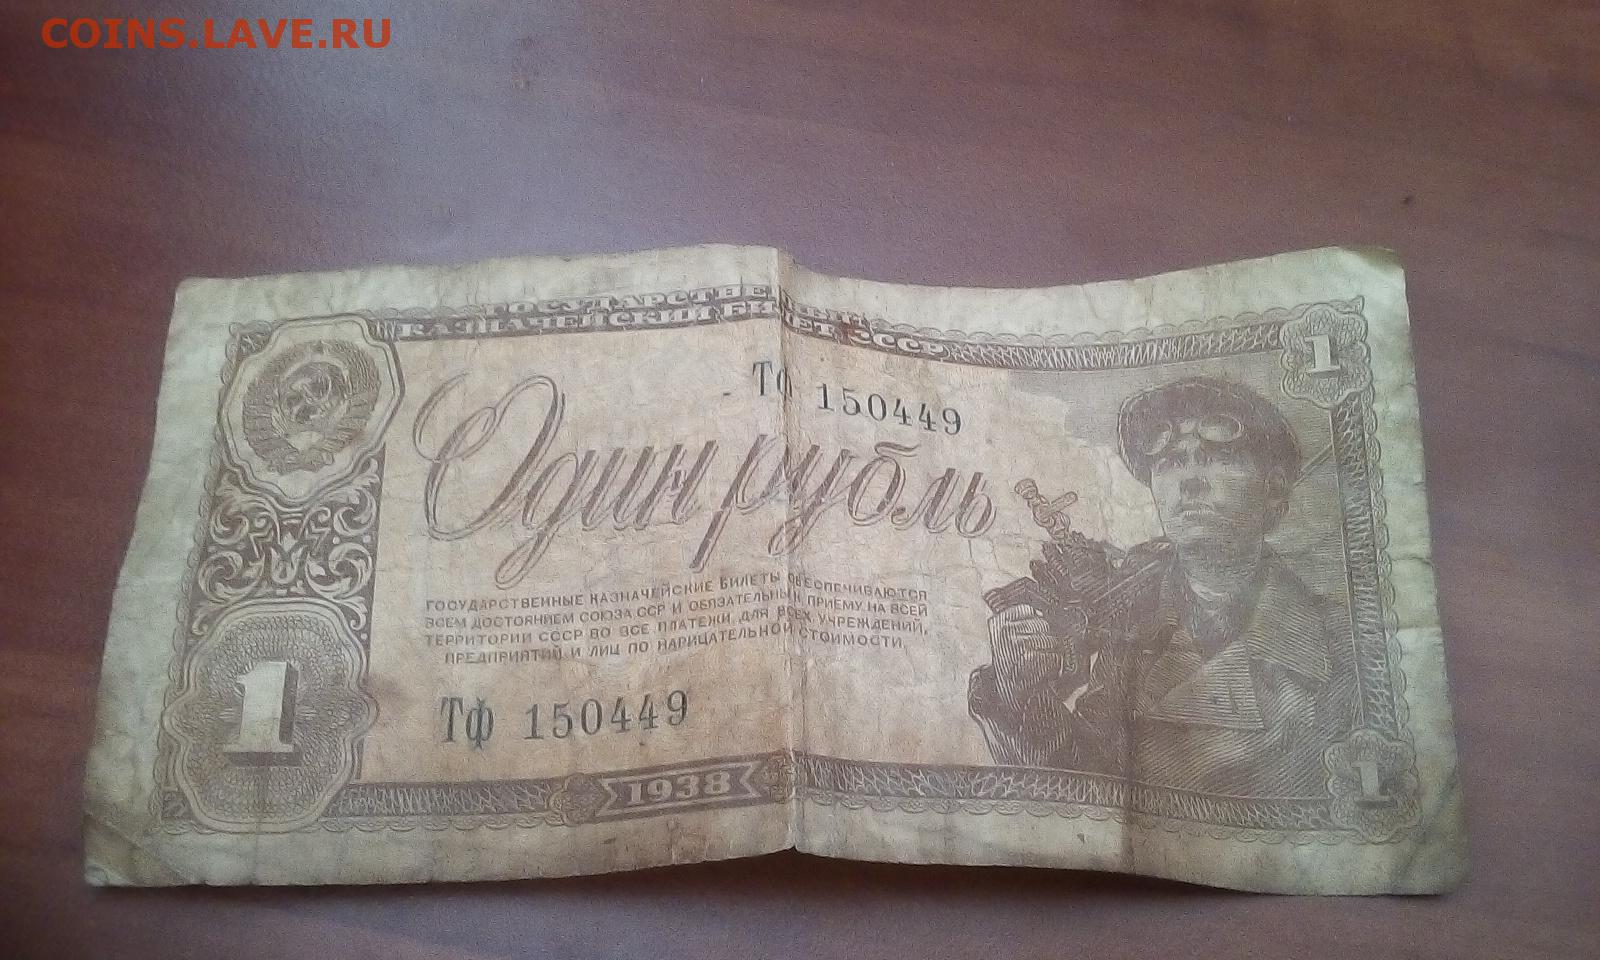 COINS.LAVE.RU
ГОСУДАРСТВЕННЫЙ
КАЗНАЧЕЙСКИЙ БИЛЕТ СССР
1
Тф 150449
Один рубль
ГОСУДАРСТВЕННЫЕ КАЗНАЧЕЙСКИЕ БИЛЕТЫ ОБЕСПЕЧИВАЮТСЯ
ВСЕМ ДОСТОЯНИЕМ СОЮЗА ССР И ОБЯЗАТЕЛЬНЫ К ПРИЁМУ НА ВСЕЙ
ТЕРРИТОРИИ СССР ВО ВСЕ ПЛАТЕЖИ ДЛЯ ВСЕХ УЧРЕЖДЕНИЙ,
ПРЕДПРИЯТИЙ И ЛИЦ ПО НАРИЦАТЕЛЬНОЙ СТОИМОСТИ.
1
Тф 150449
1938
1